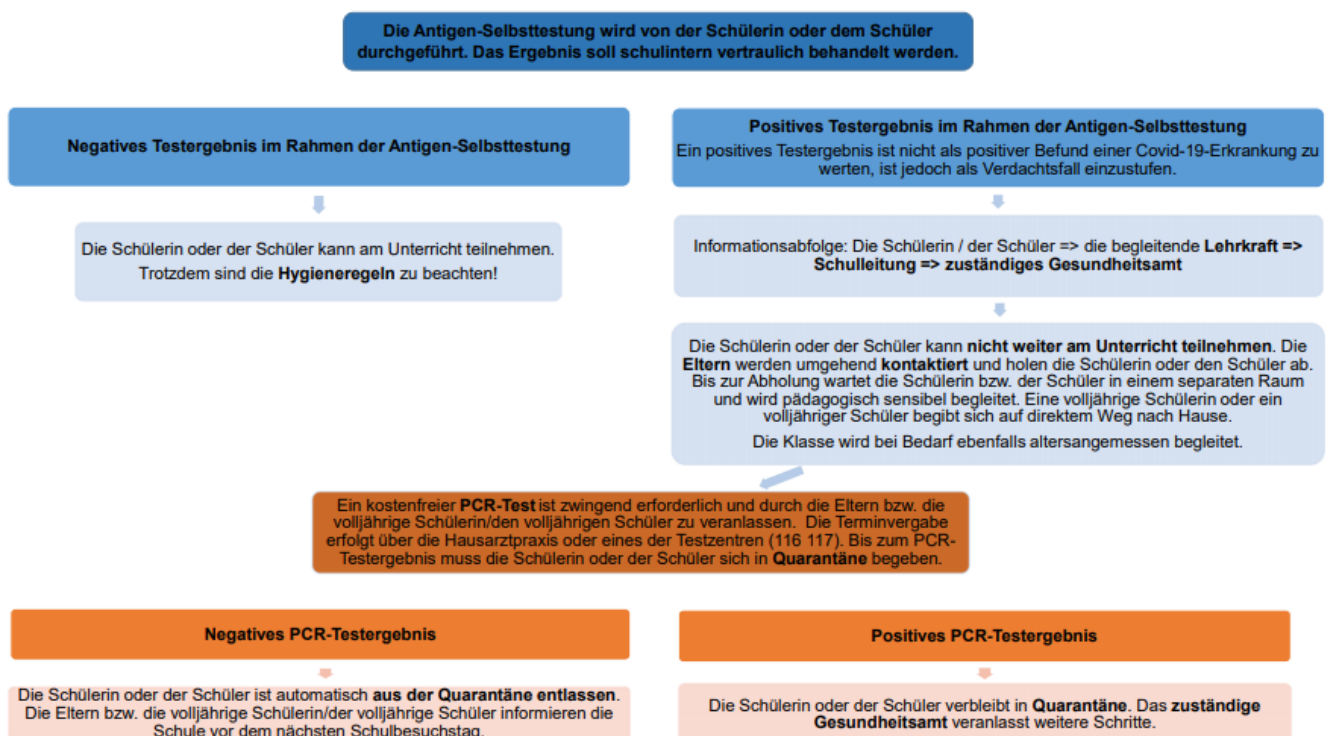 Die Antigen-Selbsttestung wird von der Schülerin oder dem Schüler
durchgeführt. Das Ergebnis soll schulintern vertraulich behandelt werden.
Negatives Testergebnis im Rahmen der Antigen-Selbsttestung
Die Schülerin oder der Schüler kann am Unterricht teilnehmen.
Trotzdem sind die Hygieneregeln zu beachten!
Positives Testergebnis im Rahmen der Antigen-Selbsttestung
Ein positives Testergebnis ist nicht als positiver Befund einer Covid-19-Erkrankung zu
werten, ist jedoch als Verdachtsfall einzustufen.
Informationsabfolge: Die Schülerin / der Schüler => die begleitende Lehrkraft =>
Schulleitung => zuständiges Gesundheitsamt
Die Schülerin oder der Schüler kann nicht weiter am Unterricht teilnehmen. Die
Eltern werden umgehend kontaktiert und holen die Schülerin oder den Schüler ab.
Bis zur Abholung wartet die Schülerin bzw. der Schüler in einem separaten Raum
und wird pädagogisch sensibel begleitet. Eine volljährige Schülerin oder ein
volljähriger Schüler begibt sich auf direktem Weg nach Hause.
Die Klasse wird bei Bedarf ebenfalls altersangemessen begleitet.
Ein kostenfreier PCR-Test ist zwingend erforderlich und durch die Eltern bzw. die
volljährige Schülerin/den volljährigen Schüler zu veranlassen. Die Terminvergabe
erfolgt über die Hausarztpraxis oder eines der Testzentren (116 117). Bis zum PCR-
Testergebnis muss die Schülerin oder der Schüler sich in Quarantäne begeben.
Negatives PCR-Testergebnis
Die Schülerin oder der Schüler ist automatisch aus der Quarantäne entlassen.
Die Eltern bzw. die volljährige Schülerin/der volljährige Schüler informieren die
Schule vor dem nächsten Schulbesuchstag.
Positives PCR-Testergebnis
Die Schülerin oder der Schüler verbleibt in Quarantäne. Das zuständige
Gesundheitsamt veranlasst weitere Schritte.